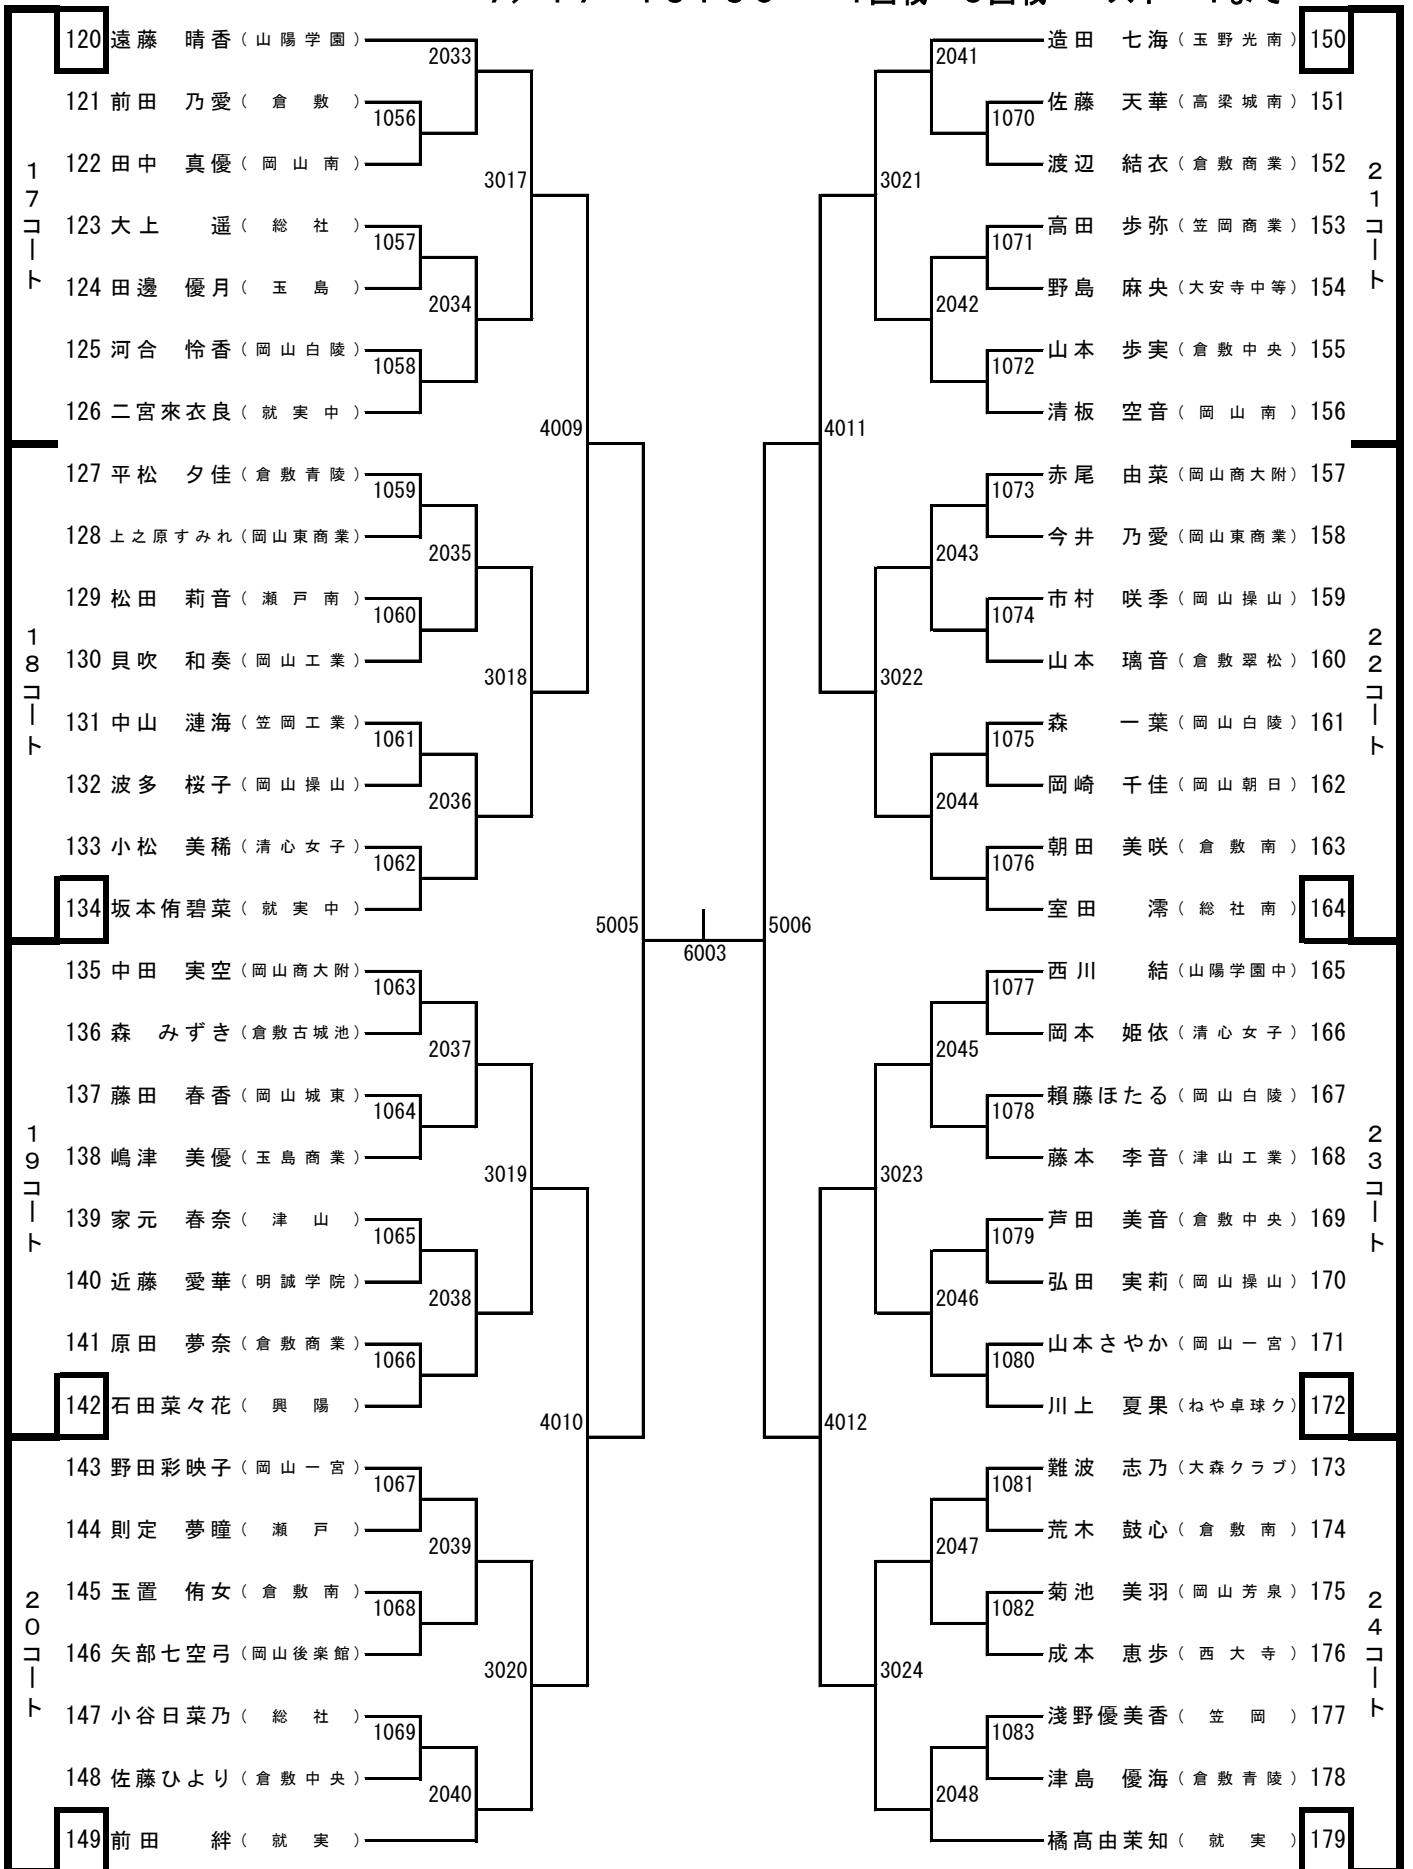 17コート
120 遠藤 晴香 (山陽学園)
121 前田 乃愛 (倉敷)
122 田中 真優 (岡山南)
123 大上 遥 (総社)
124 田邊 優月 (玉島)
125 河合 怜香 (岡山白陵)
126 二宮來衣良 (就実中)
18コート
127 平松 夕佳 (倉敷青陵)
128 上之原すみれ (岡山東商業)
129 松田 莉音 (瀬戸南)
130 貝吹 和奏 (岡山工業)
131 中山 漣海 (笠岡工業)
132 波多 桜子 (岡山操山)
133 小松 美稀 (清心女子)
134 坂本侑碧菜 (就実中)
19コート
135 中田 実空 (岡山商大附)
136 森 みずき (倉敷古城池)
137 藤田 春香 (岡山城東)
138 嶋津 美優 (玉島商業)
139 家元 春奈 (津山)
140 近藤 愛華 (明誠学院)
141 原田 夢奈 (倉敷商業)
142 石田菜々花 (興陽)
20コート
143 野田彩映子 (岡山一宮)
144 則定 夢瞳 (瀬戸)
145 玉置 侑女 (倉敷南)
146 矢部七空弓 (岡山後楽館)
147 小谷日菜乃 (総社)
148 佐藤ひより (倉敷中央)
149 前田 絆 (就実)
1056
1057
1058
1059
1060
1061
1062
1063
1064
1065
1066
1067
1068
1069
2033
2034
2035
2036
2037
2038
2039
2040
3017
3018
3019
3020
4009
4010
5005
6003
5006
4011
4012
3021
3022
3023
3024
2041
2042
2043
2044
2045
2046
2047
2048
1070
1071
1072
1073
1074
1075
1076
1077
1078
1079
1080
1081
1082
1083
21コート
造田 七海 (玉野光南) 150
佐藤 天華 (高梁城南) 151
渡辺 結衣 (倉敷商業) 152
高田 歩弥 (笠岡商業) 153
野島 麻央 (大安寺中等) 154
山本 歩実 (倉敷中央) 155
清板 空音 (岡山南) 156
22コート
赤尾 由菜 (岡山商大附) 157
今井 乃愛 (岡山東商業) 158
市村 咲季 (岡山操山) 159
山本 璃音 (倉敷翠松) 160
森 一葉 (岡山白陵) 161
岡崎 千佳 (岡山朝日) 162
朝田 美咲 (倉敷南) 163
室田 澪 (総社南) 164
23コート
西川 結 (山陽学園中) 165
岡本 姫依 (清心女子) 166
頼藤ほたる (岡山白陵) 167
藤本 李音 (津山工業) 168
芦田 美音 (倉敷中央) 169
弘田 実莉 (岡山操山) 170
山本さやか (岡山一宮) 171
川上 夏果 (ねや卓球ク) 172
24コート
難波 志乃 (大森クラブ) 173
荒木 鼓心 (倉敷南) 174
菊池 美羽 (岡山芳泉) 175
成本 恵歩 (西大寺) 176
淺野優美香 (笠岡) 177
津島 優海 (倉敷青陵) 178
橘髙由茉知 (就実) 179